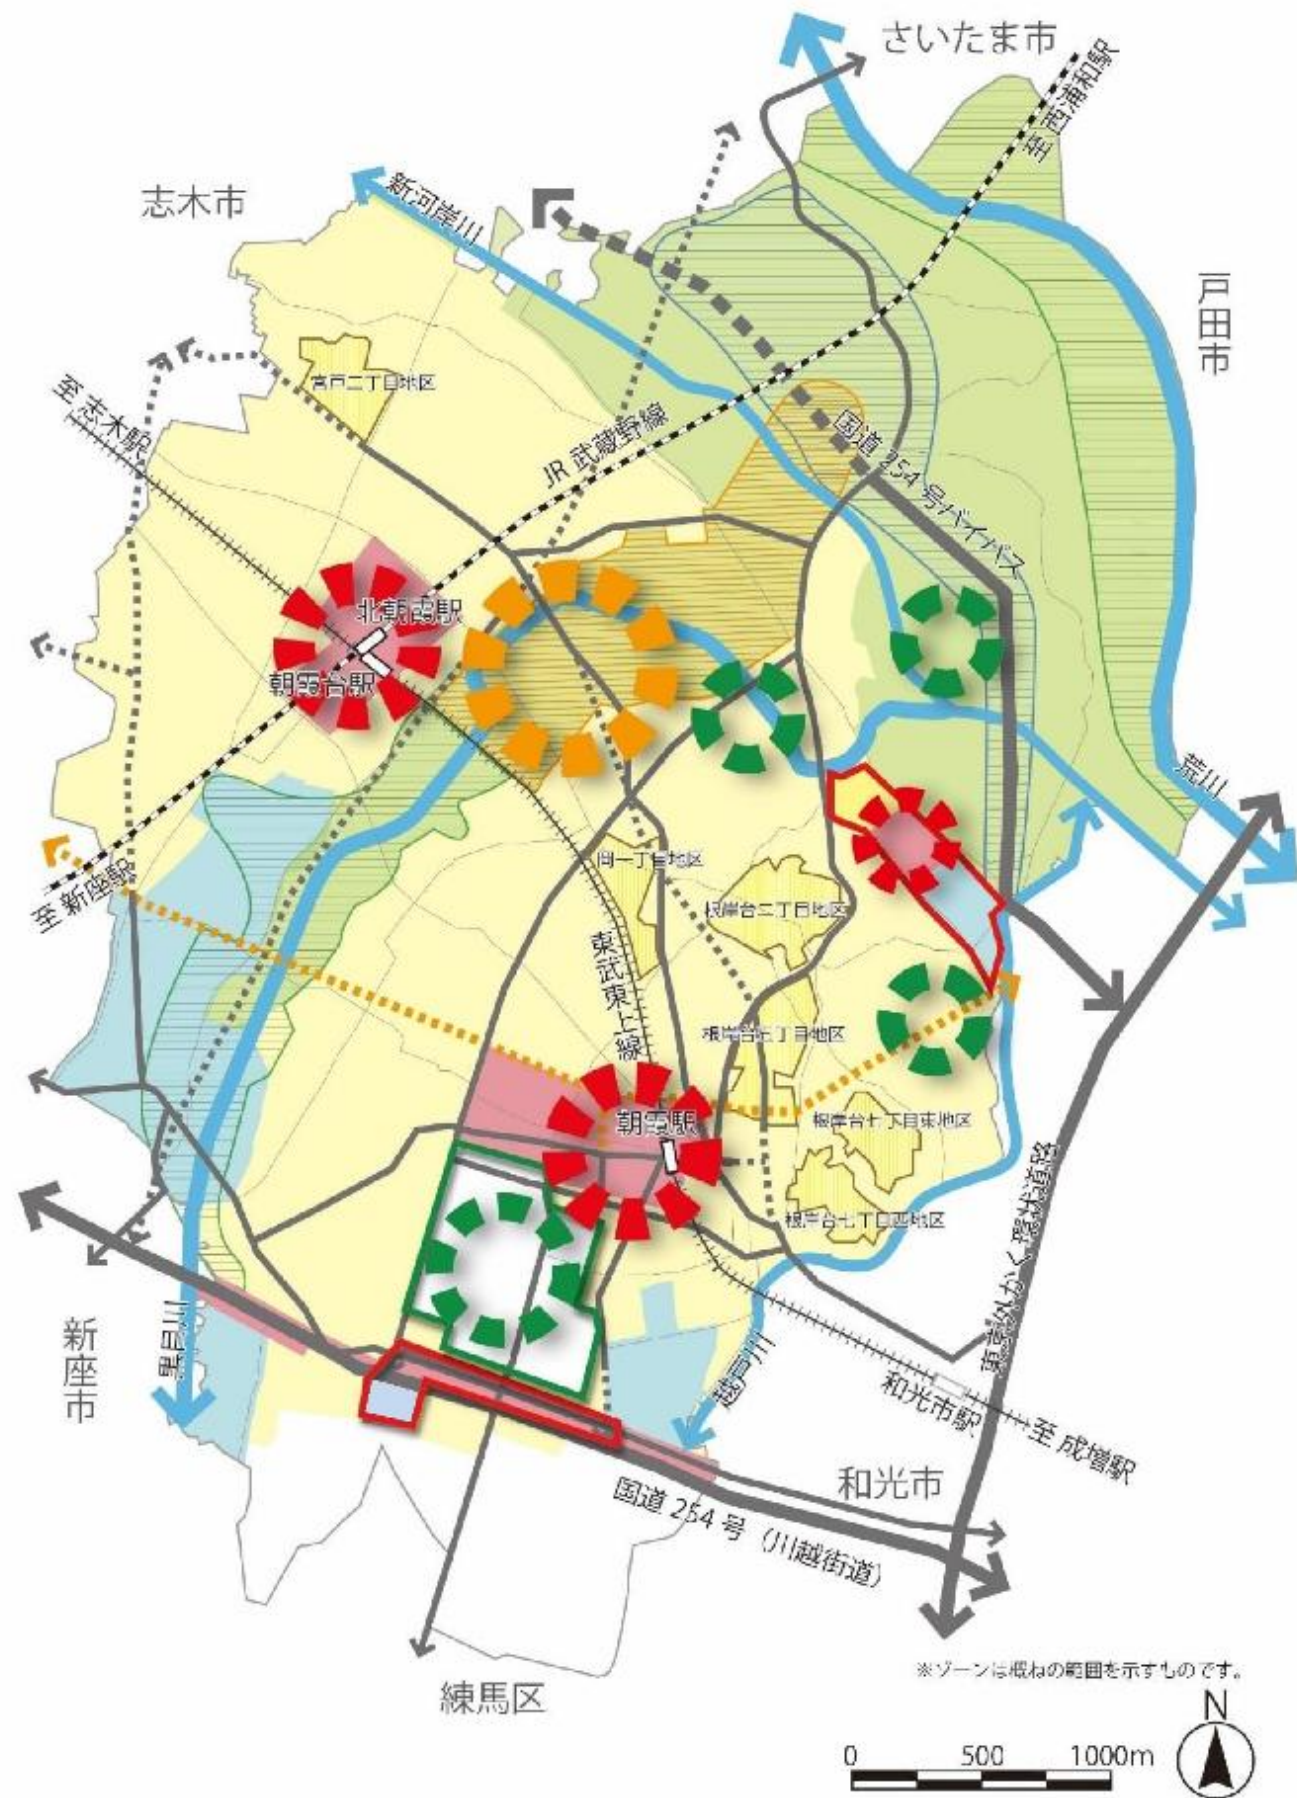 さいたま市
至 西浦和駅
志木市
新河岸川
戸田市
宮戸二丁目地区
至 志木駅
JR 武蔵野線
国道 254 号バイパス
北朝霞駅
朝霞台駅
荒川
至 新座駅
岡一丁目地区
根岸台二丁目地区
東武東上線
朝霞駅
根岸台七丁目東地区
根岸台七丁目西地区
東京外かく環状道路
黒目川
新座市
越戸川
和光市駅
至 成増駅
和光市
国道 254 号（川越街道）
練馬区
※ゾーンは概ねの範囲を示すものです。
N
0 500 1000m